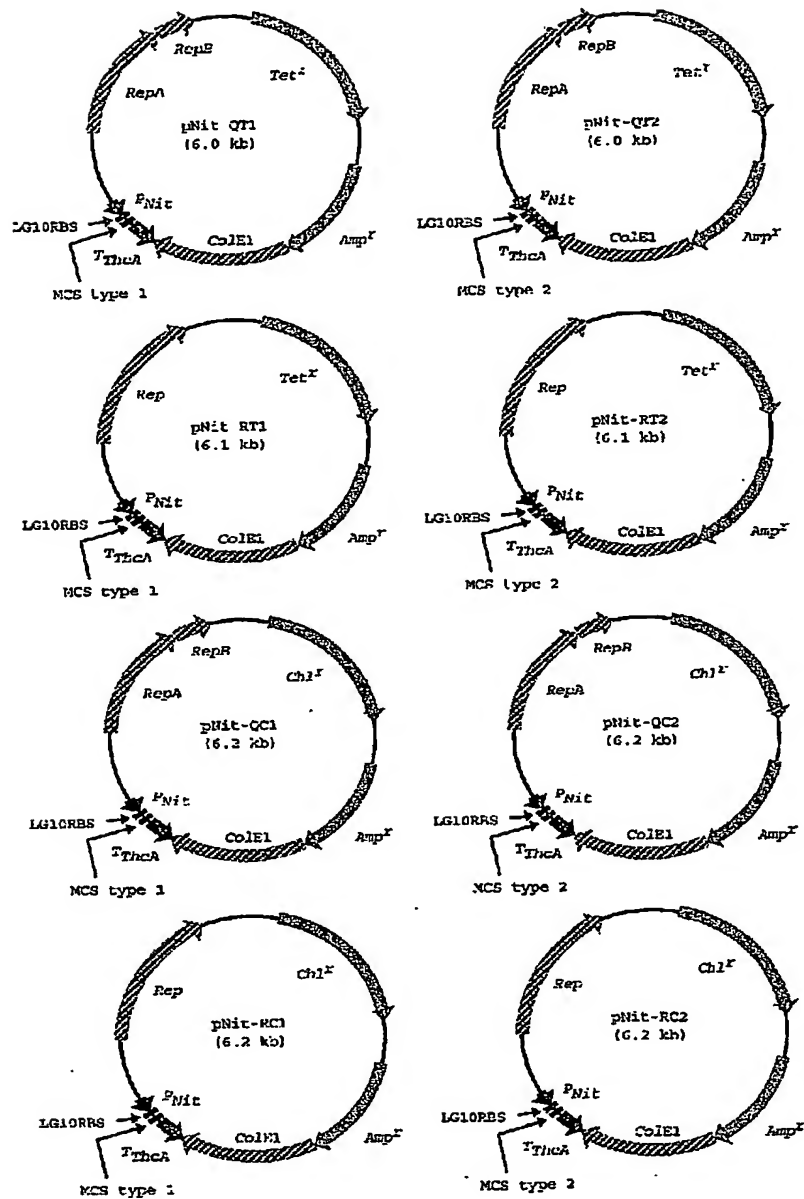 RepB
Tet^r
RepA
pNit QT1
(6.0 kb)
P_Nit
LG10RBS
T_ThcA
ColE1
Amp^r
MCS type 1
RepB
Tet^r
RepA
pNit-QT2
(6.0 kb)
P_Nit
LG10RBS
T_ThcA
ColE1
Amp^r
MCS type 2
Rep
Tet^r
pNit RT1
(6.1 kb)
P_Nit
LG10RBS
T_ThcA
ColE1
Amp^r
MCS type 1
Rep
Tet^r
pNit-RT2
(6.1 kb)
P_Nit
LG10RBS
T_ThcA
ColE1
Amp^r
MCS type 2
RepB
Chl^r
RepA
pNit-QC1
(6.2 kb)
P_Nit
LG10RBS
T_ThcA
ColE1
Amp^r
MCS type 1
RepB
Chl^r
RepA
pNit-QC2
(6.2 kb)
P_Nit
LG10RBS
T_ThcA
ColE1
Amp^r
MCS type 2
Rep
Chl^r
pNit-RC1
(6.2 kb)
P_Nit
LG10RBS
T_ThcA
ColE1
Amp^r
MCS type 1
Rep
Chl^r
pNit-RC2
(6.2 kb)
P_Nit
LG10RBS
T_ThcA
ColE1
Amp^r
MCS type 2